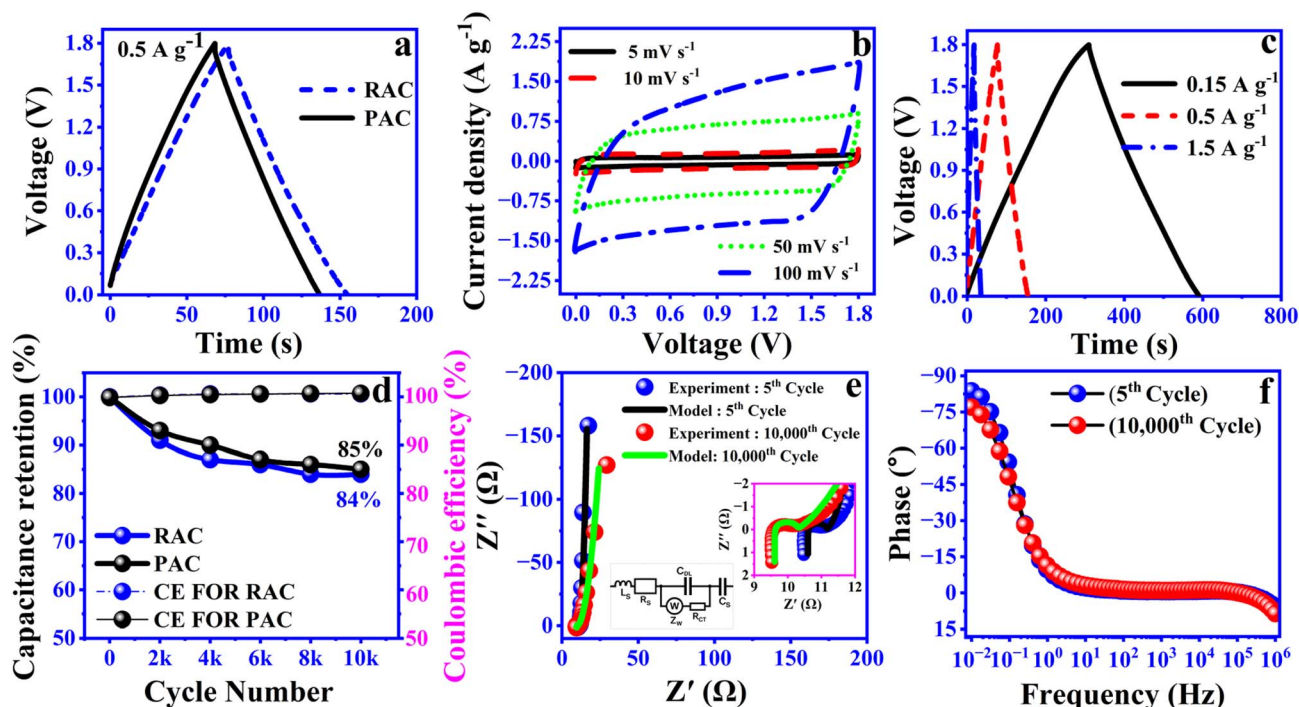 a
0.5 A g⁻¹
RAC
PAC
Voltage (V)
1.8
1.5
1.2
0.9
0.6
0.3
0.0
0
50
100
150
200
Time (s)
b
5 mV s⁻¹
10 mV s⁻¹
50 mV s⁻¹
100 mV s⁻¹
Current density (A g⁻¹)
2.25
1.50
0.75
0.00
−0.75
−1.50
−2.25
0.0
0.3
0.6
0.9
1.2
1.5
1.8
Voltage (V)
c
0.15 A g⁻¹
0.5 A g⁻¹
1.5 A g⁻¹
Voltage (V)
1.8
1.5
1.2
0.9
0.6
0.3
0.0
0
200
400
600
800
Time (s)
d
85%
84%
RAC
PAC
CE FOR RAC
CE FOR PAC
Capacitance retention (%)
100
90
80
70
60
50
Coulombic efficiency (%)
100
90
80
70
60
50
0
2k
4k
6k
8k
10k
Cycle Number
e
Experiment : 5th Cycle
Model : 5th Cycle
Experiment : 10,000th Cycle
Model: 10,000th Cycle
Z′′ (Ω)
−200
−150
−100
−50
0
0
50
100
150
200
Z′ (Ω)
Z′′ (Ω)
−2
−1
0
1
2
9
10
11
12
Z′ (Ω)
LS
RS
CDL
W
ZW
RCT
CS
f
(5th Cycle)
(10,000th Cycle)
Phase (°)
−90
−75
−60
−45
−30
−15
0
15
10⁻²
10⁻¹
10⁰
10¹
10²
10³
10⁴
10⁵
10⁶
Frequency (Hz)